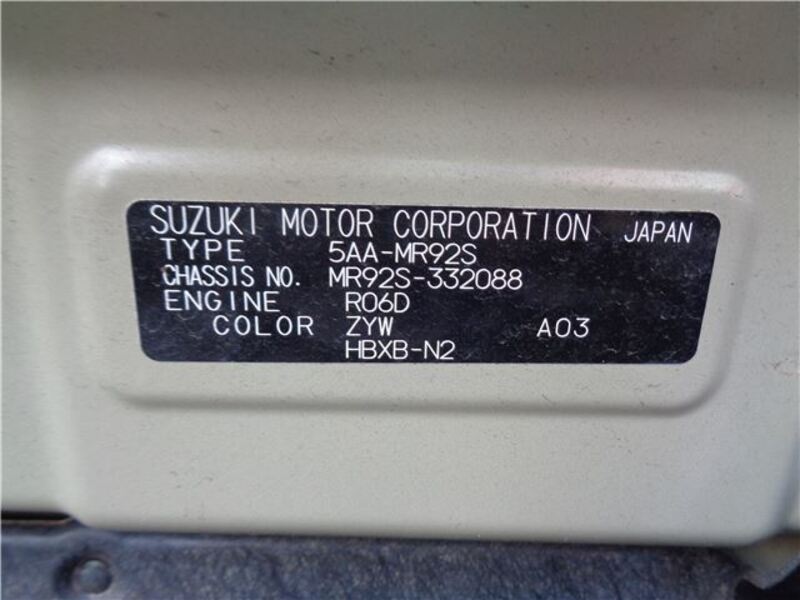 SUZUKI MOTOR CORPORATION JAPAN
TYPE 5AA-MR92S
CHASSIS NO. MR92S-332088
ENGINE R06D
COLOR ZYW A03
HBXB-N2